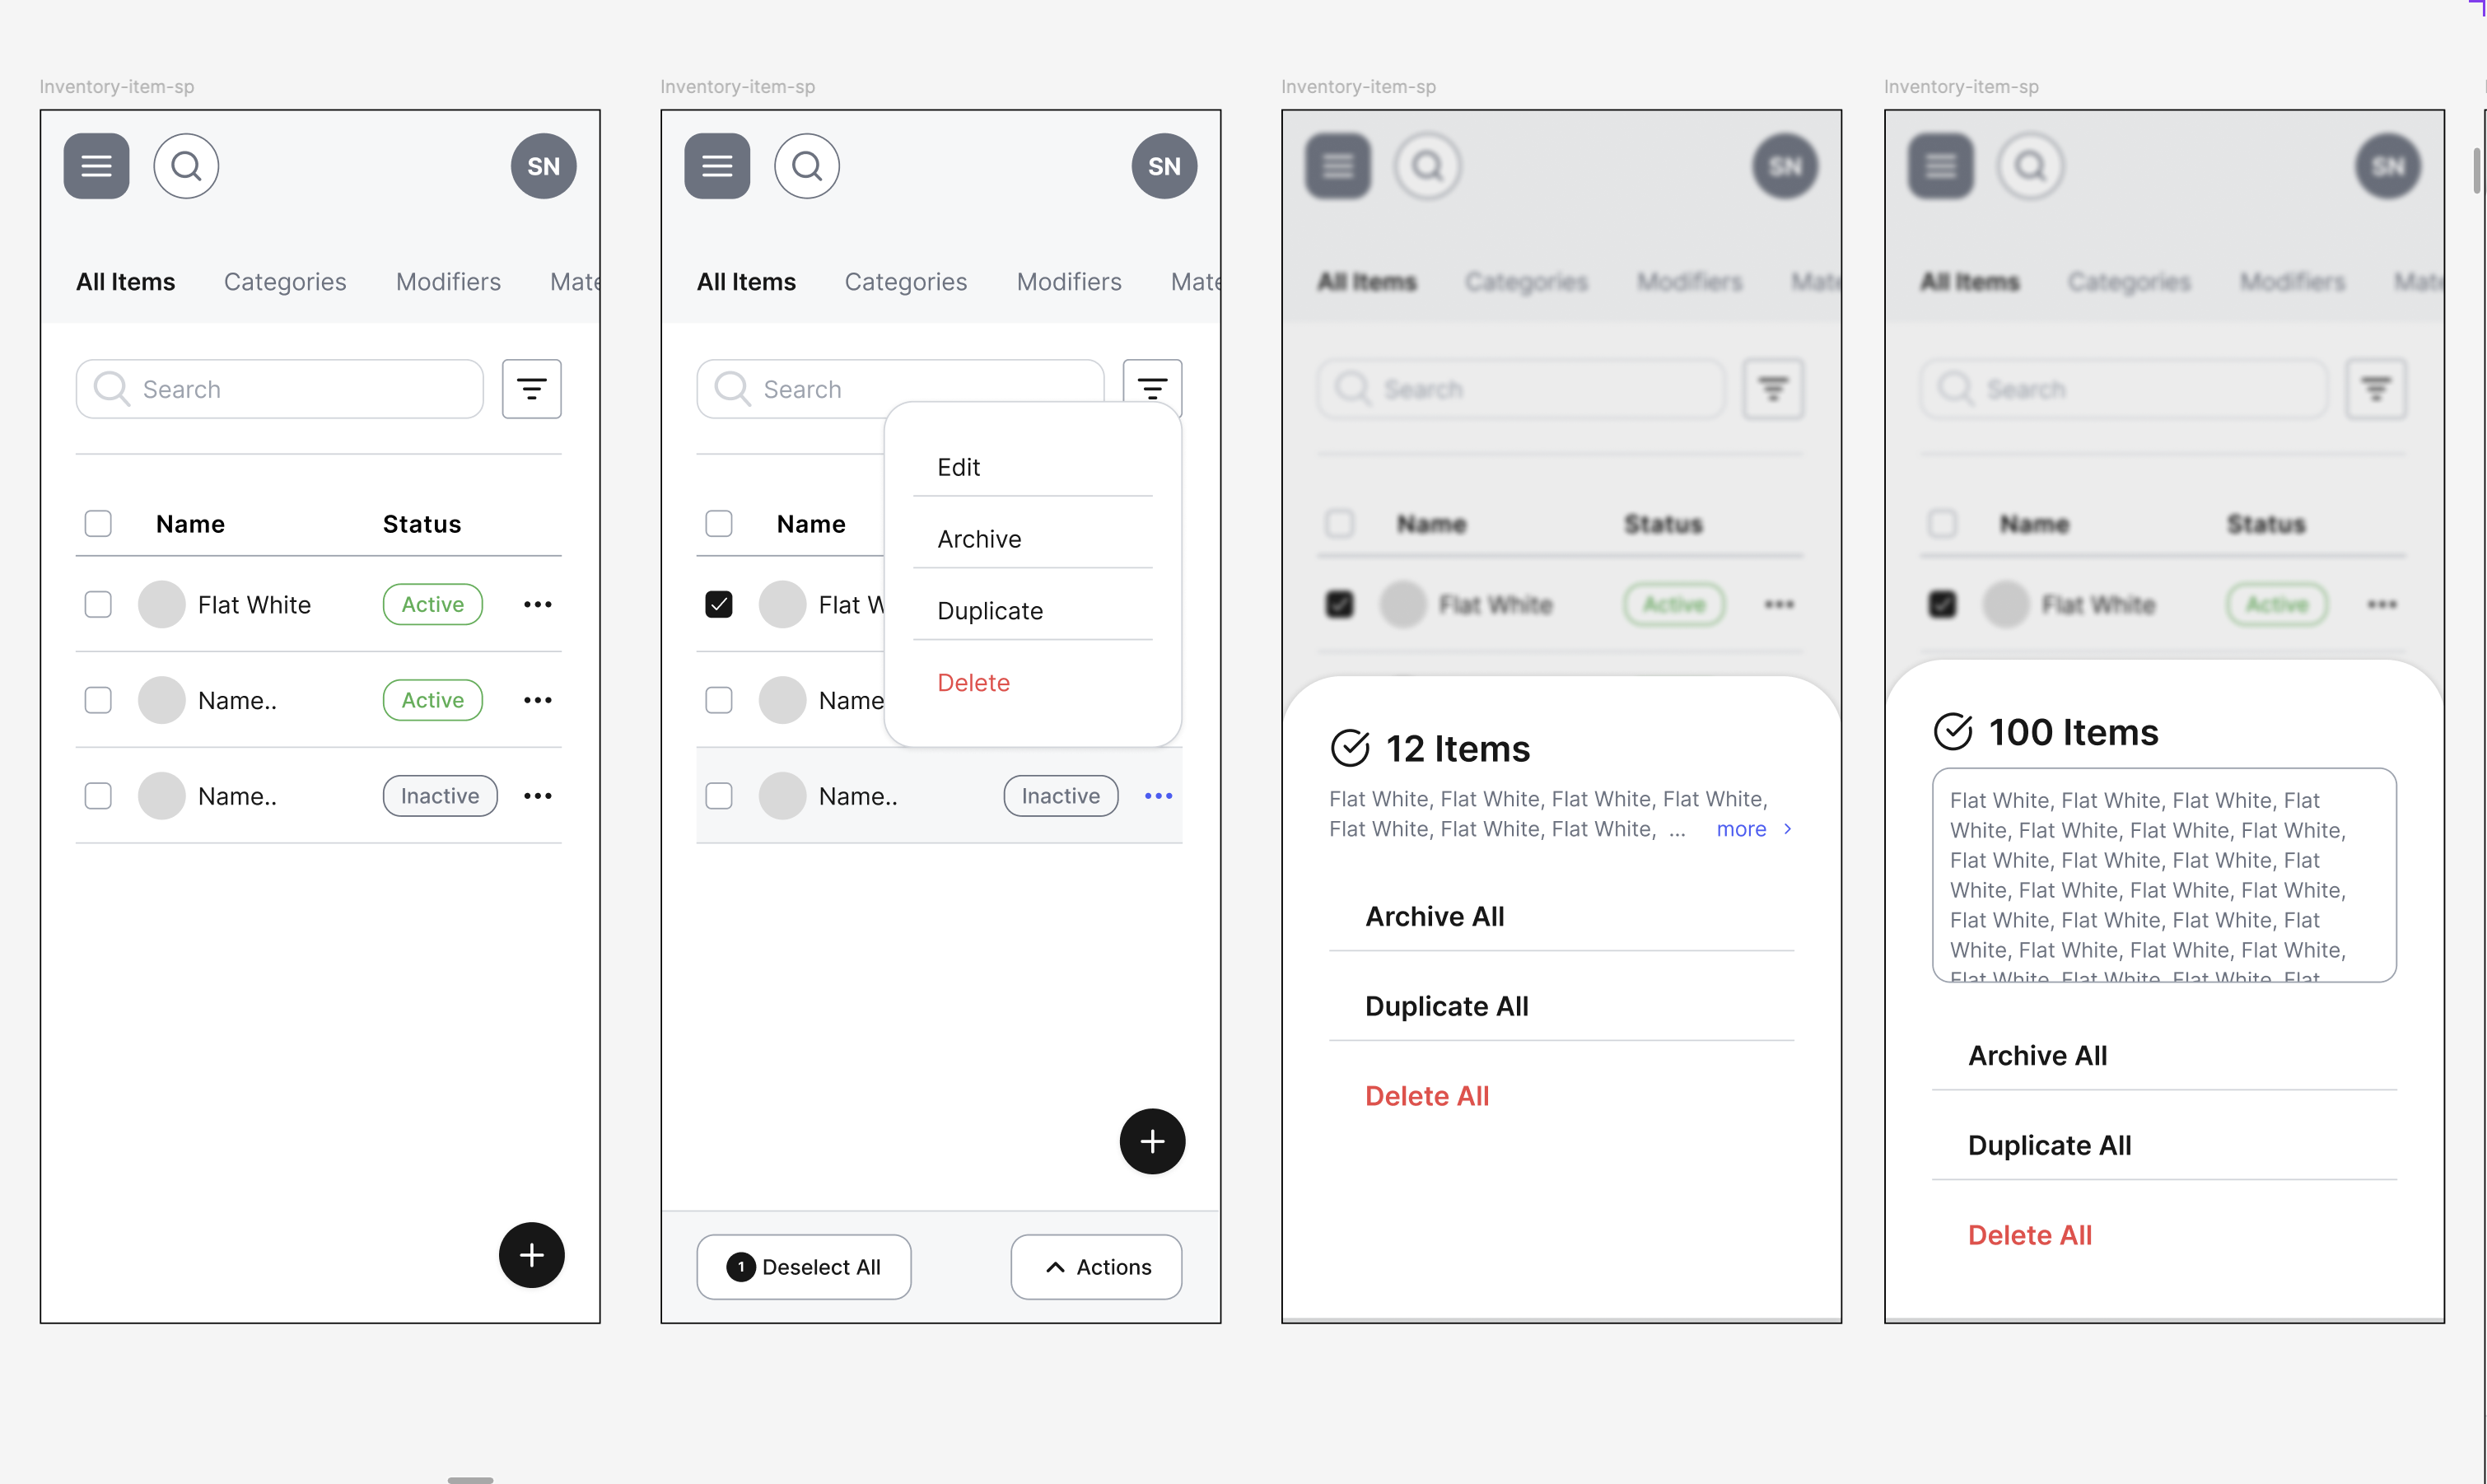 Inventory-item-sp
SN
All Items Categories Modifiers Mate
Search
Name Status
Flat White Active
Name.. Active
Name.. Inactive
Inventory-item-sp
SN
All Items Categories Modifiers Mate
Search
Name
Flat W
Name
Edit
Archive
Duplicate
Delete
Name.. Inactive
1 Deselect All
Actions
Inventory-item-sp
SN
All Items Categories Modifiers Mate
Search
Name Status
Flat White Active
12 Items
Flat White, Flat White, Flat White, Flat White,
Flat White, Flat White, Flat White, ... more
Archive All
Duplicate All
Delete All
Inventory-item-sp
SN
All Items Categories Modifiers Mate
Search
Name Status
Flat White Active
100 Items
Flat White, Flat White, Flat White, Flat
White, Flat White, Flat White, Flat White,
Flat White, Flat White, Flat White, Flat
White, Flat White, Flat White, Flat White,
Flat White, Flat White, Flat White, Flat
White, Flat White, Flat White, Flat White,
Flat White, Flat White, Flat White, Flat
Archive All
Duplicate All
Delete All